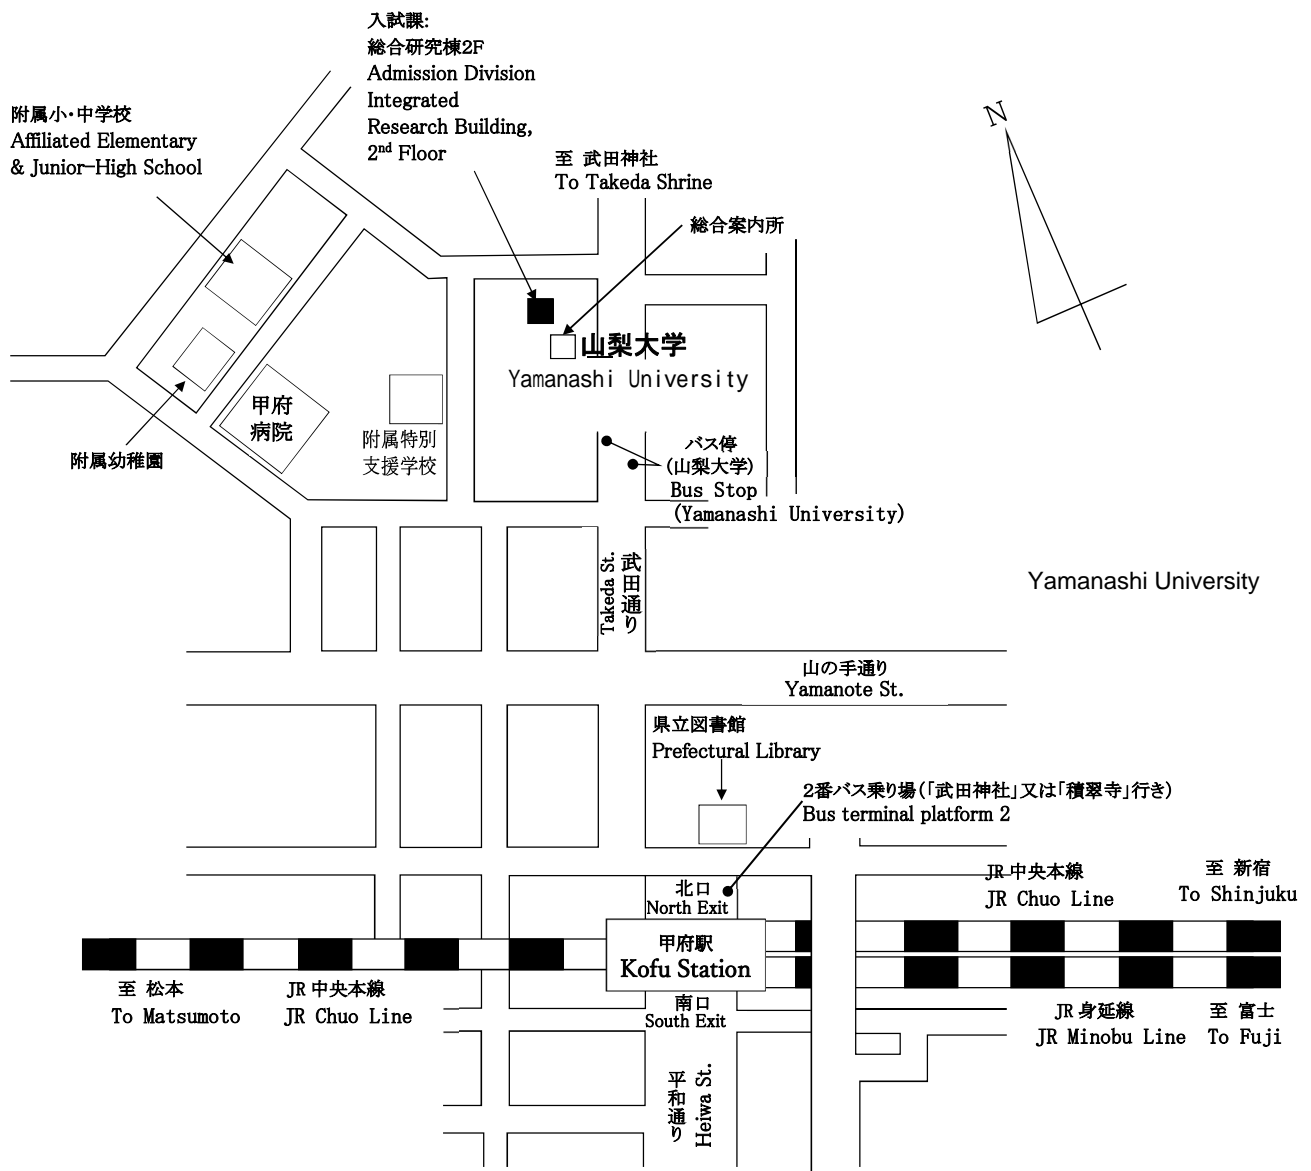 入試課:
総合研究棟2F
Admission Division
Integrated
Research Building,
2nd Floor
附属小・中学校
Affiliated Elementary
& Junior-High School
至 武田神社
To Takeda Shrine
N
総合案内所
山梨大学
Yamanashi University
甲府
病院
附属特別
支援学校
附属幼稚園
バス停
(山梨大学)
Bus Stop
(Yamanashi University)
Takeda St.
武田通り
Yamanashi University
山の手通り
Yamanote St.
県立図書館
Prefectural Library
2番バス乗り場(「武田神社」又は「積翠寺」行き)
Bus terminal platform 2
北口
North Exit
JR 中央本線
JR Chuo Line
至 新宿
To Shinjuku
甲府駅
Kofu Station
至 松本
To Matsumoto
JR 中央本線
JR Chuo Line
南口
South Exit
JR 身延線
JR Minobu Line
至 富士
To Fuji
平和通り
Heiwa St.